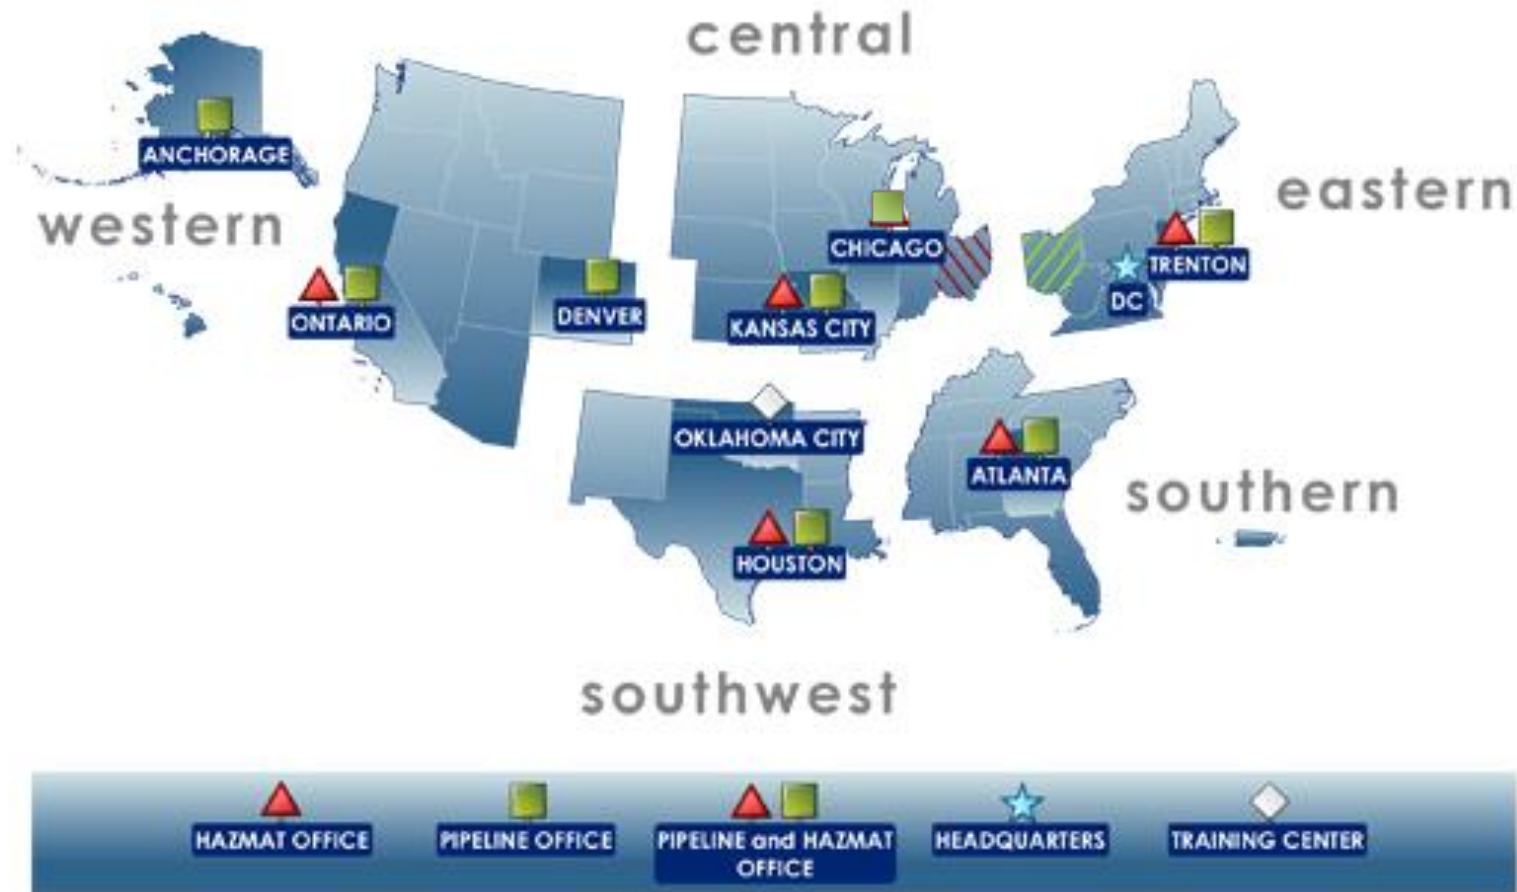 central
ANCHORAGE
eastern
western
CHICAGO
TRENTON
DC
ONTARIO
DENVER
KANSAS CITY
OKLAHOMA CITY
ATLANTA
southern
HOUSTON
southwest
HAZMAT OFFICE
PIPELINE OFFICE
PIPELINE and HAZMAT
OFFICE
HEADQUARTERS
TRAINING CENTER